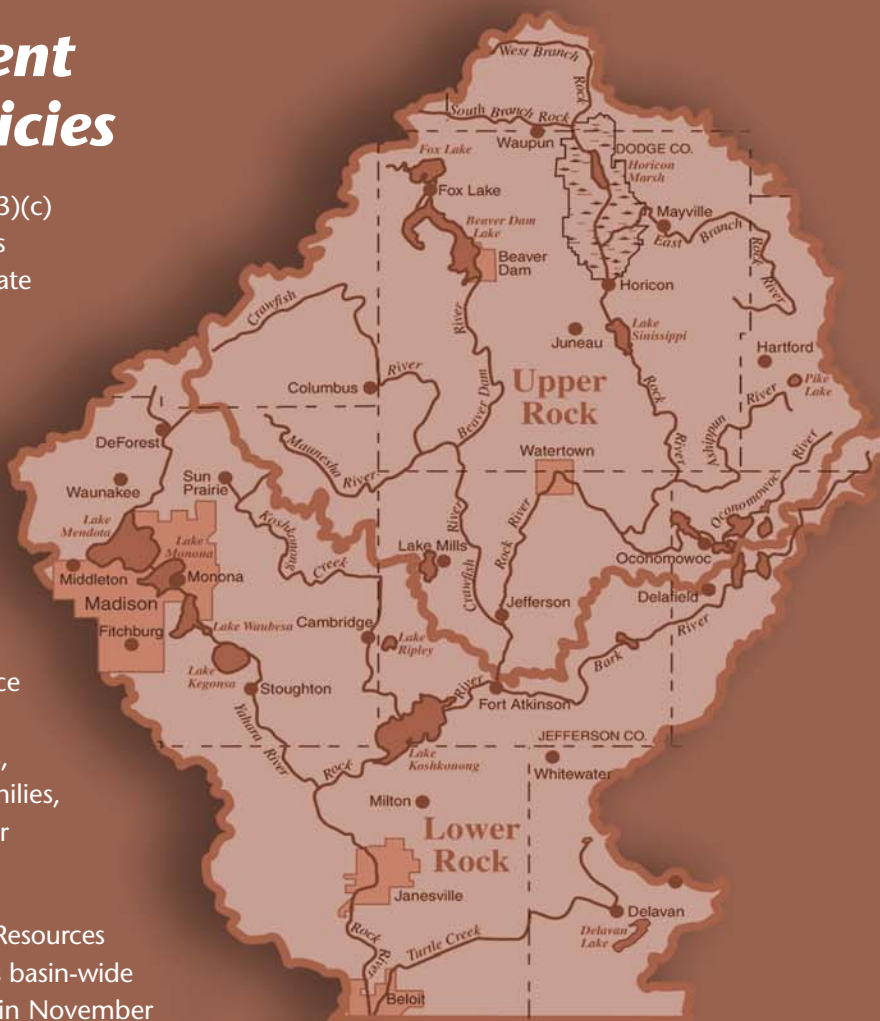 ent
icies
3)(c)
s
ate
ce
,
nilies,
r
Resources
s basin-wide
in November
West Branch
Rock
South Branch Rock
Waupun
DODGE CO.
Horicon
Marsh
Fox Lake
Fox Lake
Mayville
East Branch
Rock
River
Beaver Dam
Lake
Beaver
Dam
Horicon
Crawfish
River
River
Juneau
Lake
Sinissippi
Hartford
Pike
Lake
Columbus
Beaver Dam
Upper
Rock
Rock
River
Ashippun
River
DeForest
Maunesha
River
Watertown
Oconomowoc
River
Waunakee
Sun
Prairie
Lake
Mendota
Koshkonong
Creek
Lake
Monona
River
Crawfish
Rock
River
Lake Mills
Oconomowoc
Middleton
Monona
Delafield
Madison
Jefferson
Fitchburg
Lake Waubesa
Cambridge
Lake
Ripley
Bark
River
Lake
Kegonsa
Stoughton
River
Fort Atkinson
Yahara
River
JEFFERSON CO.
Rock
Lake
Koshkonong
Whitewater
Milton
Lower
Rock
Janesville
Delavan
Rock
River
Turtle Creek
Delavan
Lake
Beloit